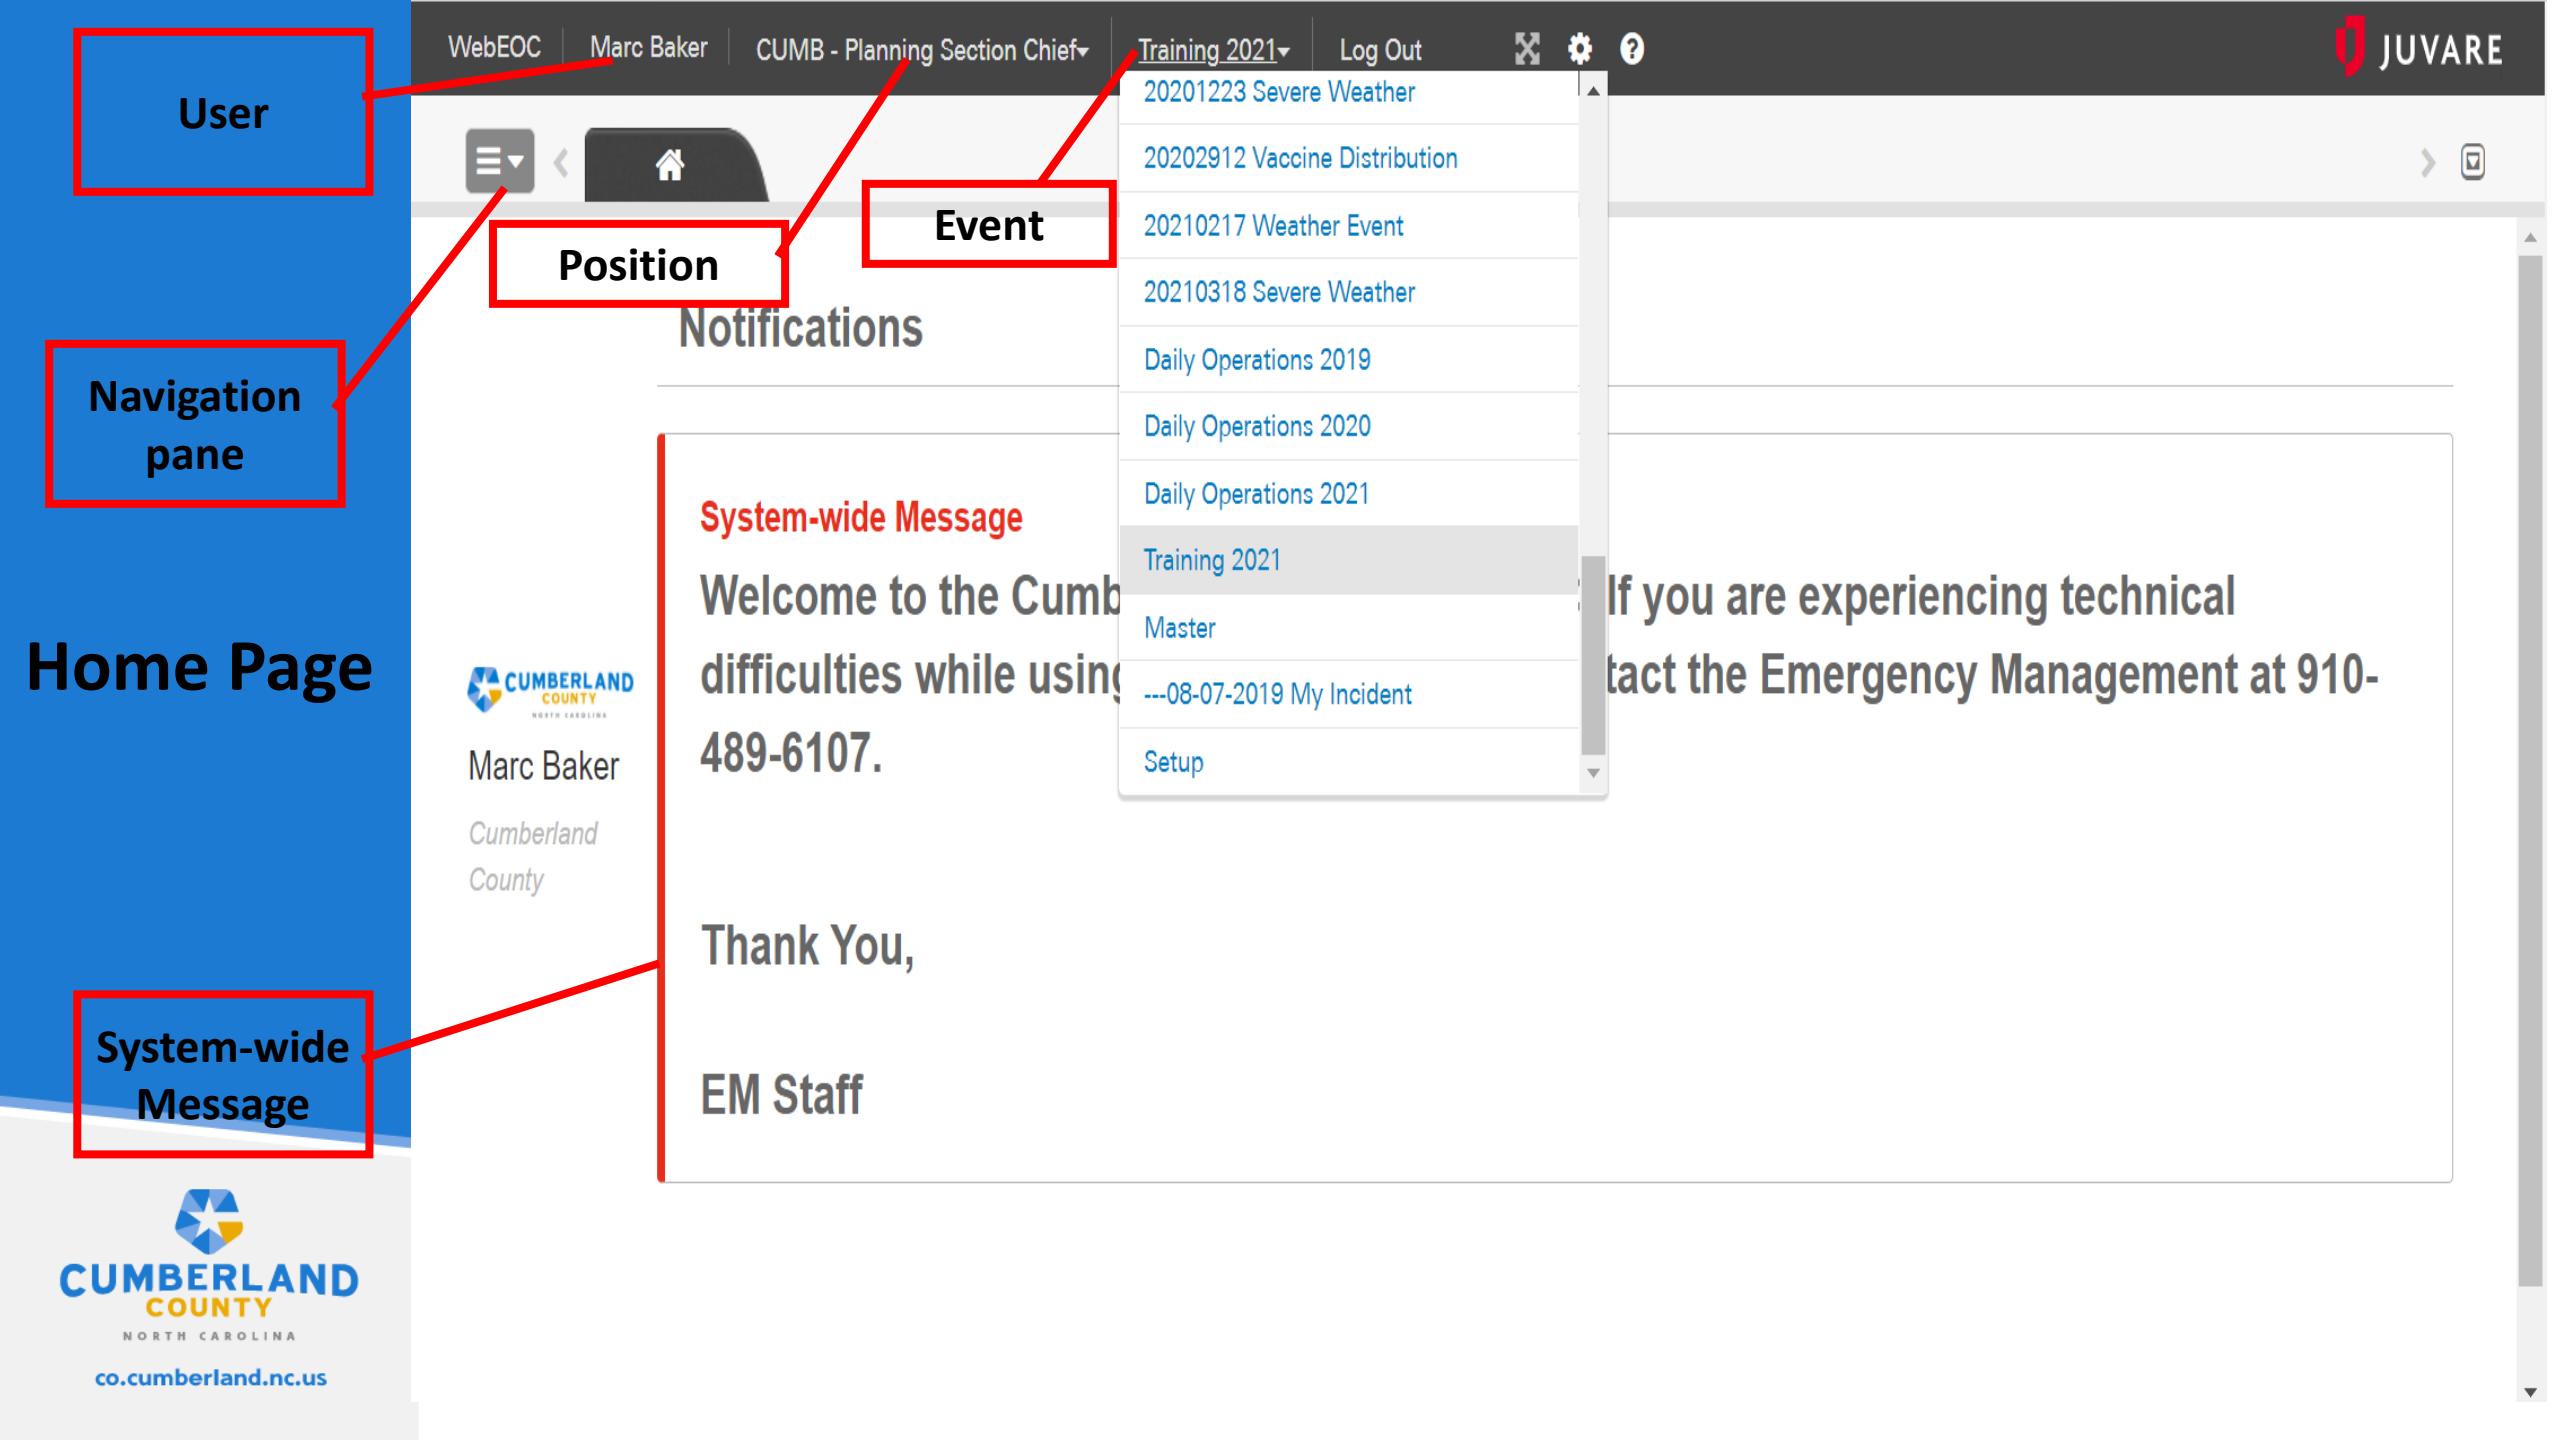 User
Navigation
pane
Home Page
System-wide
Message
CUMBERLAND
COUNTY
NORTH CAROLINA
co.cumberland.nc.us
WebEOC
Marc Baker
CUMB - Planning Section Chief
Training 2021
Log Out
JUVARE
Position
Event
20201223 Severe Weather
20202912 Vaccine Distribution
20210217 Weather Event
20210318 Severe Weather
Daily Operations 2019
Daily Operations 2020
Daily Operations 2021
Training 2021
Master
---08-07-2019 My Incident
Setup
Notifications
CUMBERLAND
COUNTY
NORTH CAROLINA
Marc Baker
Cumberland
County
System-wide Message
Welcome to the Cumb If you are experiencing technical
difficulties while using tact the Emergency Management at 910-
489-6107.
Thank You,
EM Staff